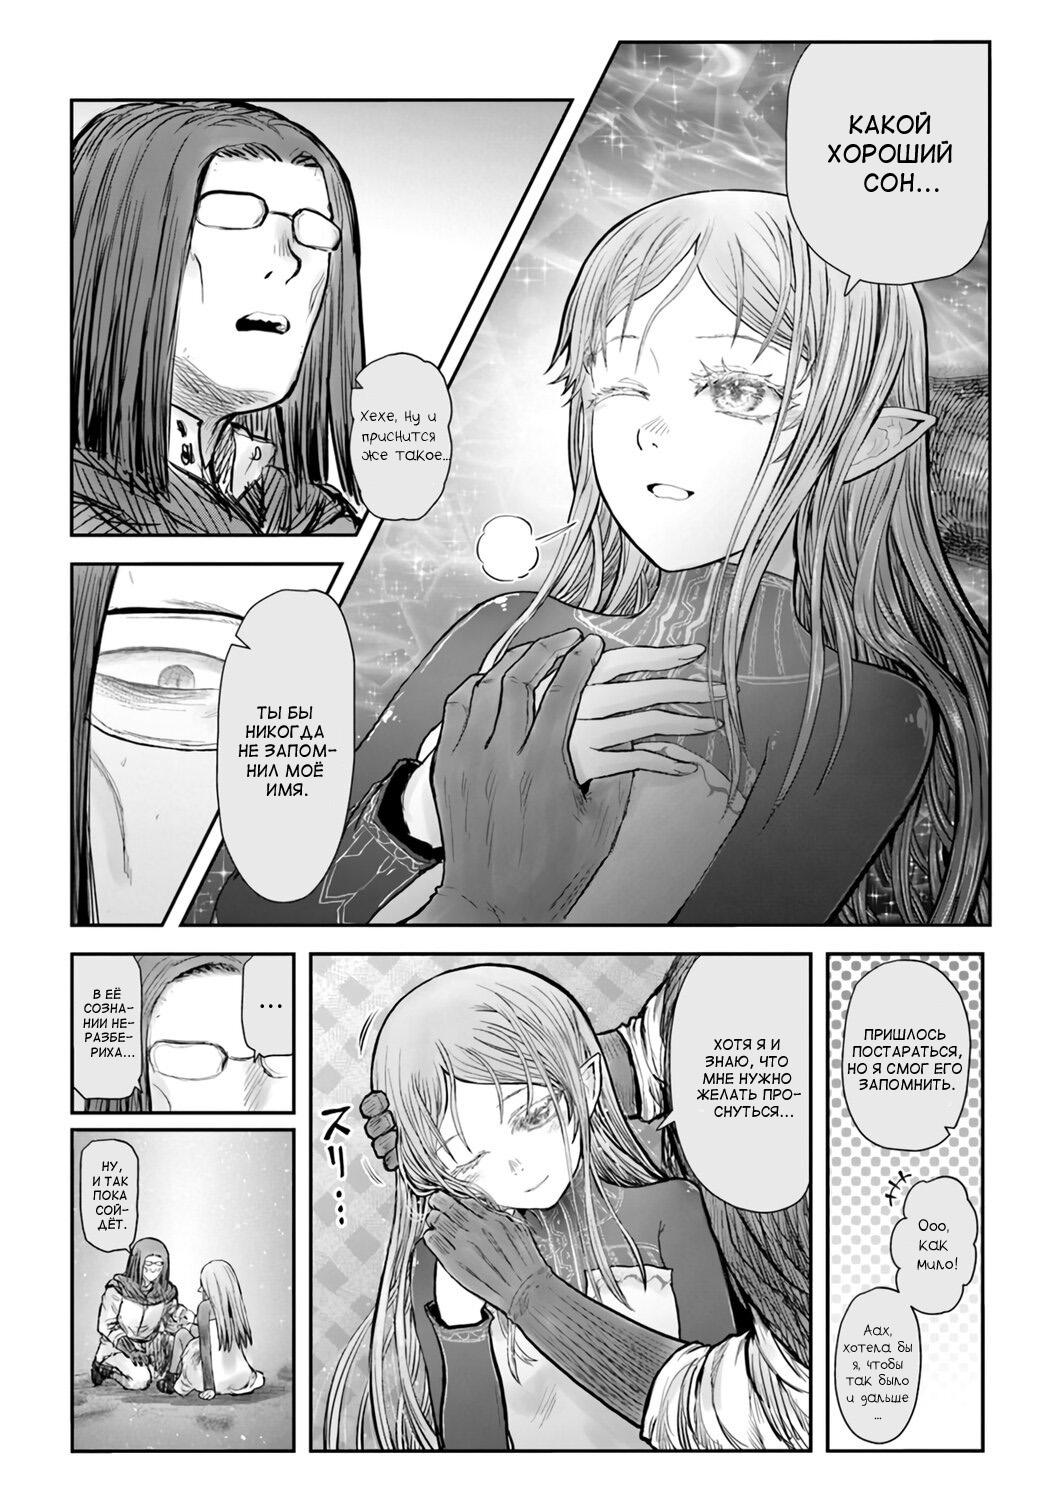 КАКОЙ
ХОРОШИЙ
СОН...
Хехе, Ну и
приснится
же такое...
ТЫ БЫ
НИКОГДА
НЕ ЗАПОМ-
НИЛ МОЁ
ИМЯ.
ПРИШЛОСЬ
ПОСТАРАТЬСЯ,
НО Я СМОГ ЕГО
ЗАПОМНИТЬ.
Ооо,
как
мило!
Аах,
хотела бы
я, чтобы
так было
и дальше
...
ХОТЯ Я И
ЗНАЮ, ЧТО
МНЕ НУЖНО
ЖЕЛАТЬ ПРО-
СНУТЬСЯ...
スリ...
...
В ЕЁ
СОЗНА-
НИИ НЕ-
РАЗБЕ-
РИХА...
НУ,
И ТАК
ПОКА
СОЙ-
ДЁТ.